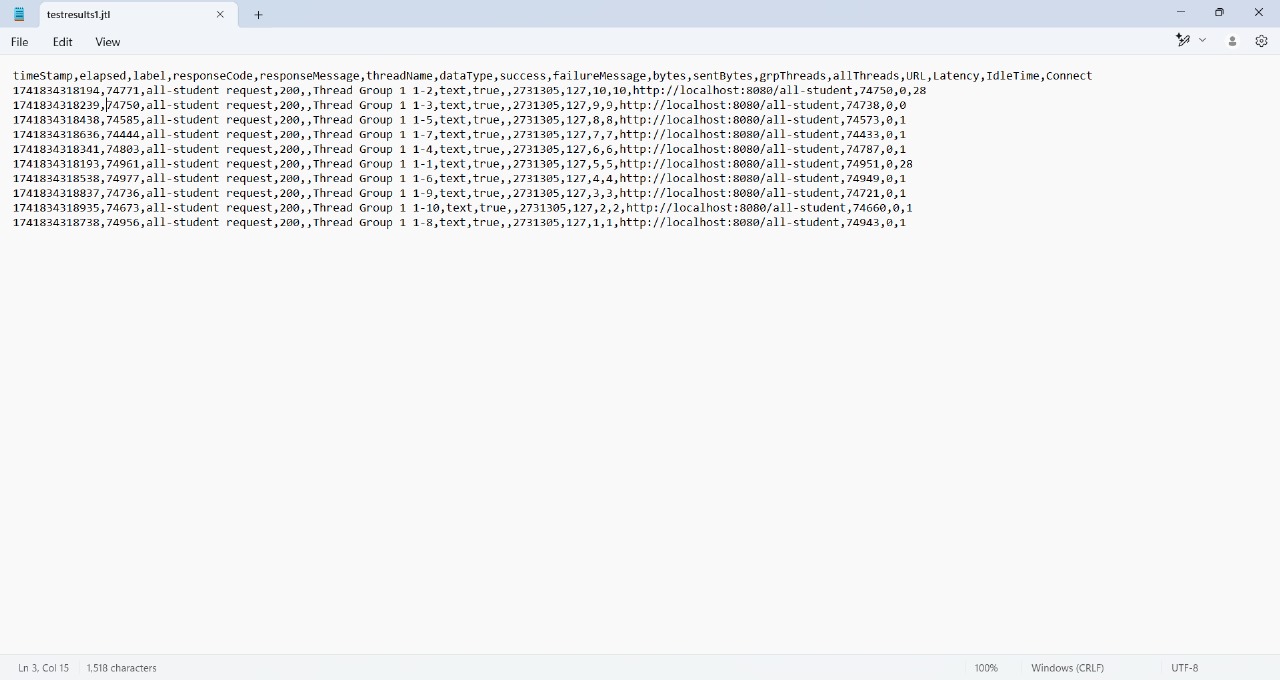 testresults1.jtl
File Edit View
timeStamp,elapsed,label,responseCode,responseMessage,threadName,dataType,success,failureMessage,bytes,sentBytes,grpThreads,allThreads,URL,Latency,IdleTime,Connect
1741834318194,74771,all-student request,200,,Thread Group 1 1-2,text,true,,2731305,127,10,10,http://localhost:8080/all-student,74750,0,28
1741834318239,74750,all-student request,200,,Thread Group 1 1-3,text,true,,2731305,127,9,9,http://localhost:8080/all-student,74738,0,0
1741834318438,74585,all-student request,200,,Thread Group 1 1-5,text,true,,2731305,127,8,8,http://localhost:8080/all-student,74573,0,1
1741834318636,74444,all-student request,200,,Thread Group 1 1-7,text,true,,2731305,127,7,7,http://localhost:8080/all-student,74433,0,1
1741834318341,74803,all-student request,200,,Thread Group 1 1-4,text,true,,2731305,127,6,6,http://localhost:8080/all-student,74787,0,1
1741834318193,74961,all-student request,200,,Thread Group 1 1-1,text,true,,2731305,127,5,5,http://localhost:8080/all-student,74951,0,28
1741834318538,74977,all-student request,200,,Thread Group 1 1-6,text,true,,2731305,127,4,4,http://localhost:8080/all-student,74949,0,1
1741834318837,74736,all-student request,200,,Thread Group 1 1-9,text,true,,2731305,127,3,3,http://localhost:8080/all-student,74721,0,1
1741834318935,74673,all-student request,200,,Thread Group 1 1-10,text,true,,2731305,127,2,2,http://localhost:8080/all-student,74660,0,1
1741834318738,74956,all-student request,200,,Thread Group 1 1-8,text,true,,2731305,127,1,1,http://localhost:8080/all-student,74943,0,1
Ln 3, Col 15 1,518 characters 100% Windows (CRLF) UTF-8